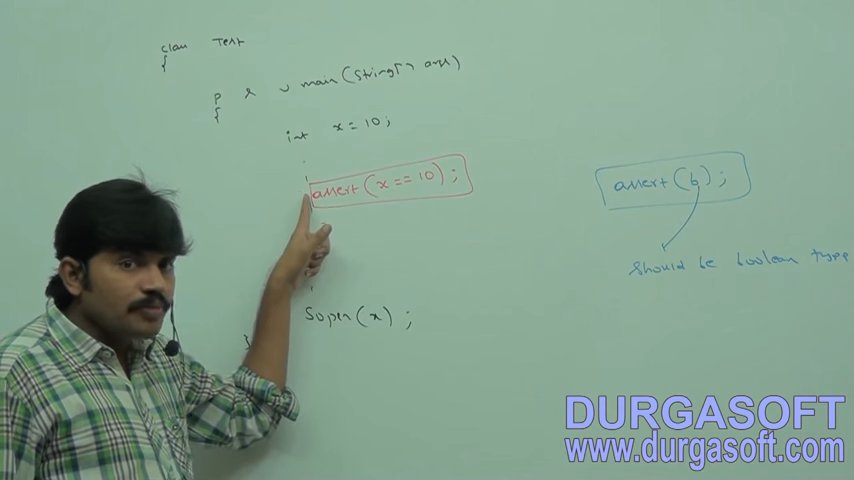 class Test
{
p s v main(String[] args)
{
int x = 10;
assert(x == 10);
Sopln(x);
}
assert(b);
should be boolean type
DURGASOFT
www.durgasoft.com